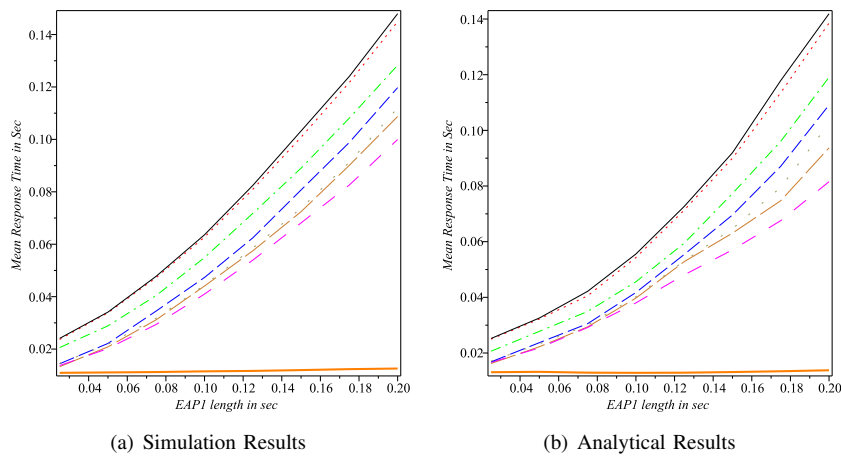 0.14
0.12
0.10
0.08
0.06
0.04
0.02
Mean Response Time in Sec
0.04 0.06 0.08 0.10 0.12 0.14 0.16 0.18 0.20
EAP1 length in sec
(a) Simulation Results
0.14
0.12
0.10
0.08
0.06
0.04
0.02
Mean Response Time in Sec
0.04 0.06 0.08 0.10 0.12 0.14 0.16 0.18 0.20
EAP1 length in sec
(b) Analytical Results